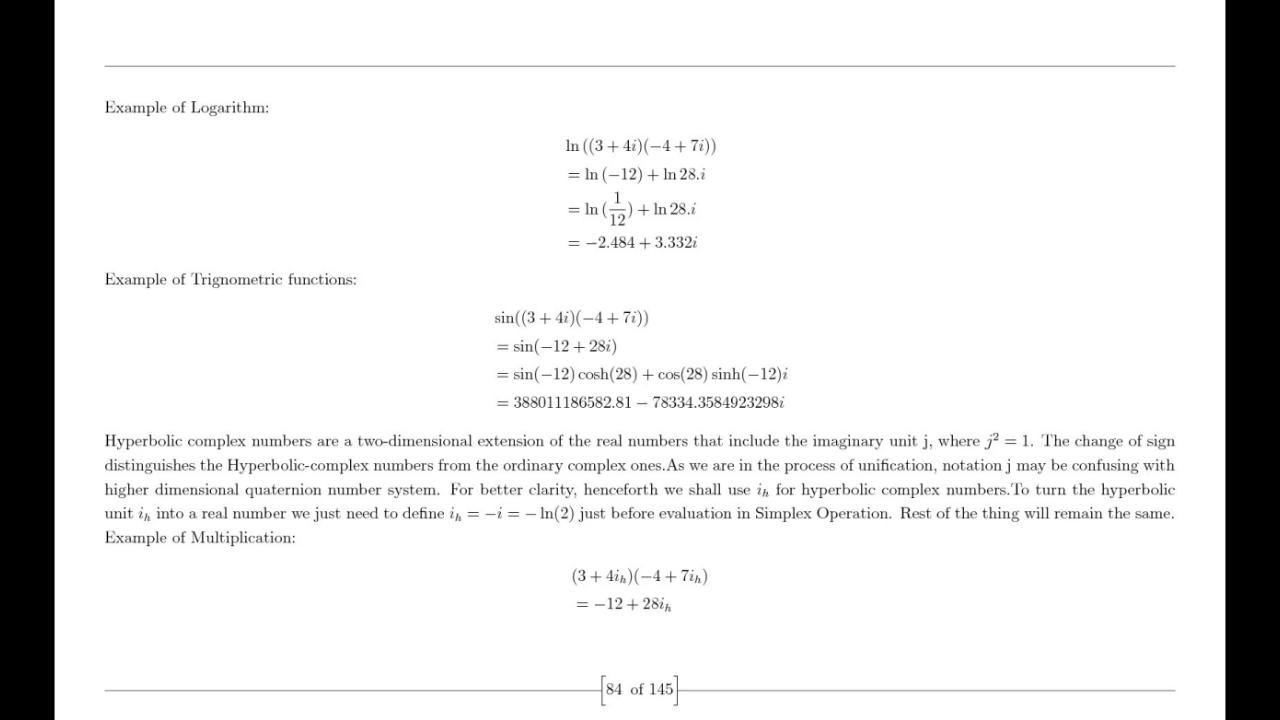 Example of Logarithm:
ln ((3 + 4i)(−4 + 7i))
= ln (−12) + ln 28.i
= ln (1/12) + ln 28.i
= −2.484 + 3.332i
Example of Trignometric functions:
sin((3 + 4i)(−4 + 7i))
= sin(−12 + 28i)
= sin(−12) cosh(28) + cos(28) sinh(−12)i
= 388011186582.81 − 78334.3584923298i
Hyperbolic complex numbers are a two-dimensional extension of the real numbers that include the imaginary unit j, where j² = 1. The change of sign
distinguishes the Hyperbolic-complex numbers from the ordinary complex ones.As we are in the process of unification, notation j may be confusing with
higher dimensional quaternion number system. For better clarity, henceforth we shall use iₕ for hyperbolic complex numbers.To turn the hyperbolic
unit iₕ into a real number we just need to define iₕ = −i = − ln(2) just before evaluation in Simplex Operation. Rest of the thing will remain the same.
Example of Multiplication:
(3 + 4iₕ)(−4 + 7iₕ)
= −12 + 28iₕ
[84 of 145]